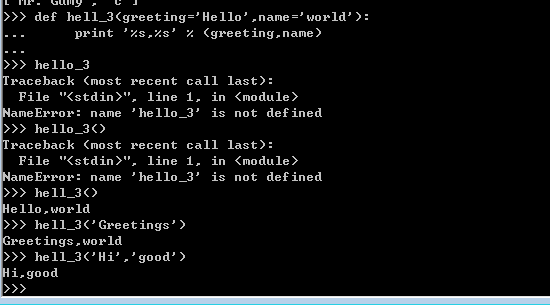 >>> def hell_3(greeting='Hello',name='world'):
...     print '%s,%s' % (greeting,name)
...
>>> hello_3
Traceback (most recent call last):
  File "<stdin>", line 1, in <module>
NameError: name 'hello_3' is not defined
>>> hello_3()
Traceback (most recent call last):
  File "<stdin>", line 1, in <module>
NameError: name 'hello_3' is not defined
>>> hell_3()
Hello,world
>>> hell_3('Greetings')
Greetings,world
>>> hell_3('Hi','good')
Hi,good
>>>